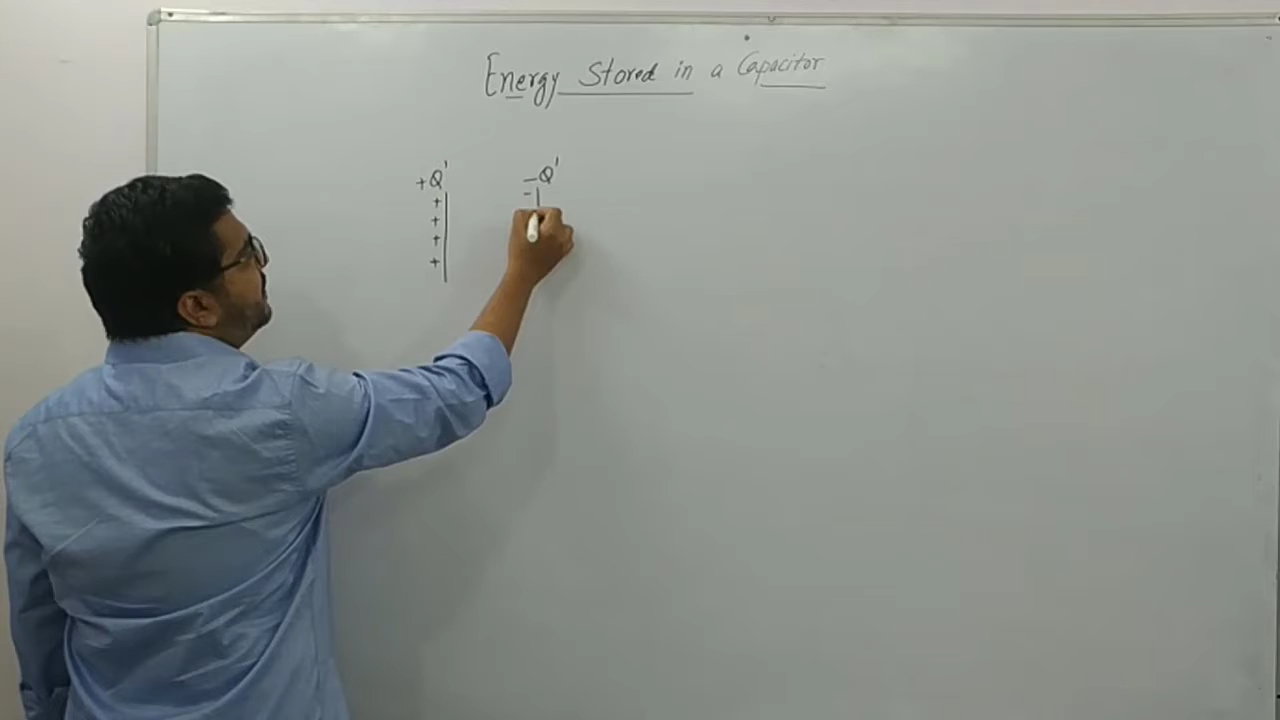 Energy Stored in a Capacitor
+Q' -Q'
+ -
+
+
+